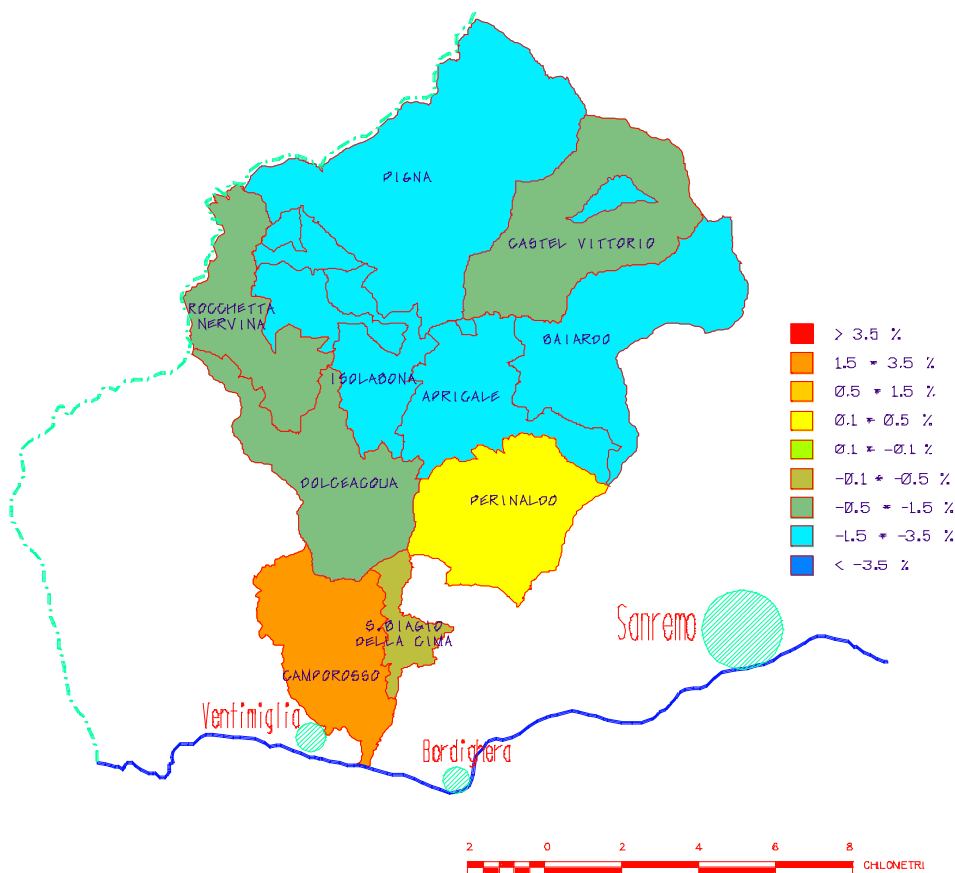 PIGNA
CASTEL VITTORIO
ROCCHETTA
NERVINA
BAIARDO
ISOLABONA
APRICALE
DOLCEACQUA
PERINALDO
S.BIAGIO
DELLA CIMA
CAMPOROSSO
Ventimiglia
Bordighera
Sanremo
> 3.5 %
1.5 ÷ 3.5 %
0.5 ÷ 1.5 %
0.1 ÷ 0.5 %
0.1 ÷ -0.1 %
-0.1 ÷ -0.5 %
-0.5 ÷ -1.5 %
-1.5 ÷ -3.5 %
< -3.5 %
2 0 2 4 6 8
CHILOMETRI